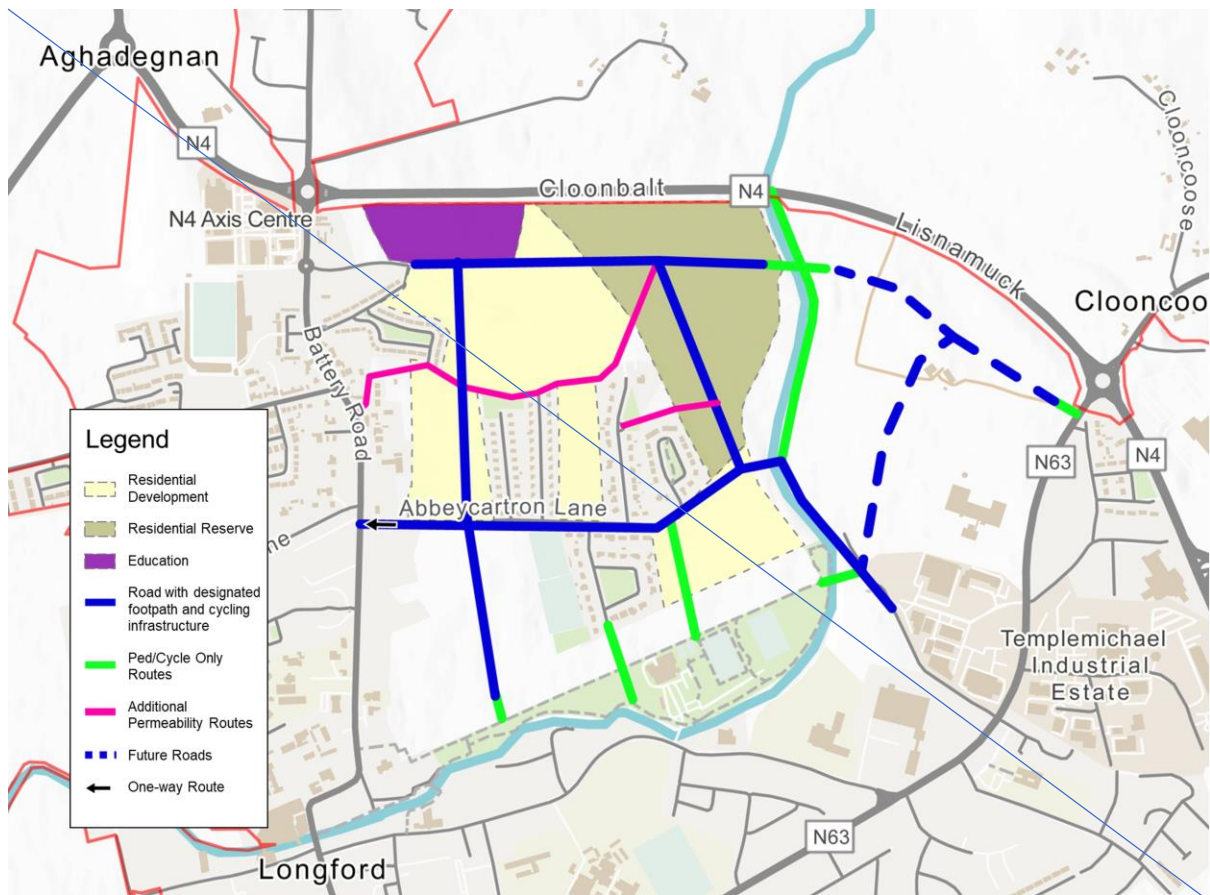 Aghadegnan
N4
Cloonbalt
N4
N4 Axis Centre
Lisnamuck
Clooncoose
Clooncoo
Battery Road
Legend
Residential
Development
Residential Reserve
Education
Road with designated
footpath and cycling
infrastructure
Ped/Cycle Only
Routes
Additional
Permeability Routes
Future Roads
One-way Route
Abbeycartron Lane
ne
N63
N4
Templemichael
Industrial
Estate
N63
Longford